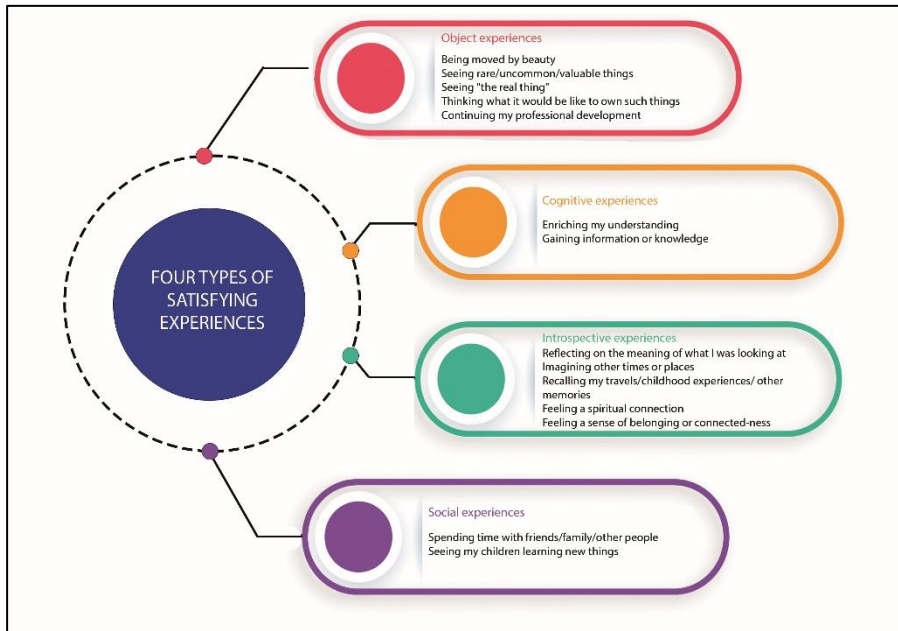 FOUR TYPES OF
SATISFYING
EXPERIENCES
Object experiences
Being moved by beauty
Seeing rare/uncommon/valuable things
Seeing "the real thing"
Thinking what it would be like to own such things
Continuing my professional development
Cognitive experiences
Enriching my understanding
Gaining information or knowledge
Introspective experiences
Reflecting on the meaning of what I was looking at
Imagining other times or places
Recalling my travels/childhood experiences/ other
memories
Feeling a spiritual connection
Feeling a sense of belonging or connected-ness
Social experiences
Spending time with friends/family/other people
Seeing my children learning new things